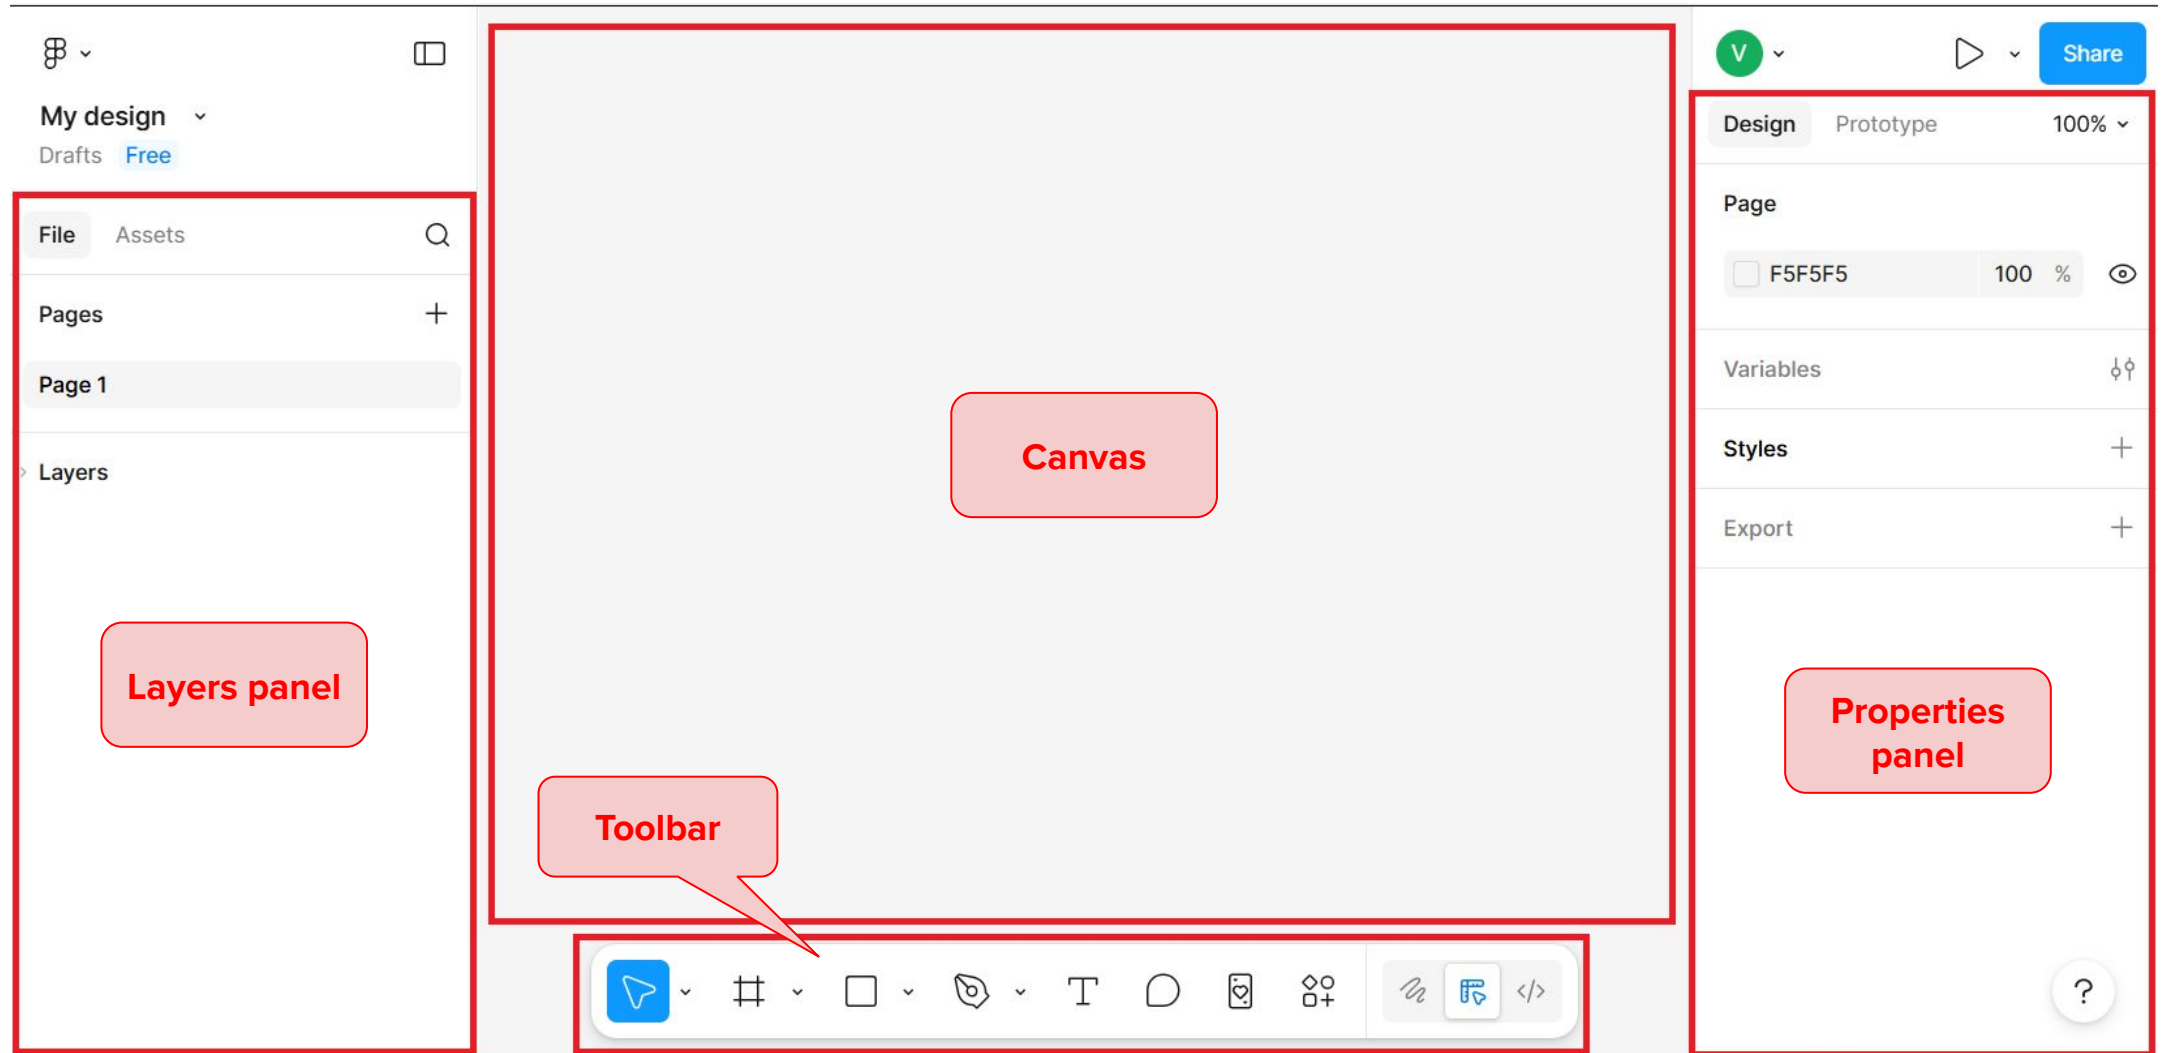 My design
Drafts Free
File Assets
Pages
Page 1
Layers
Layers panel
Canvas
Toolbar
V
Share
Design Prototype 100%
Page
F5F5F5 100 %
Variables
Styles
Export
Properties
panel
T
</>
?